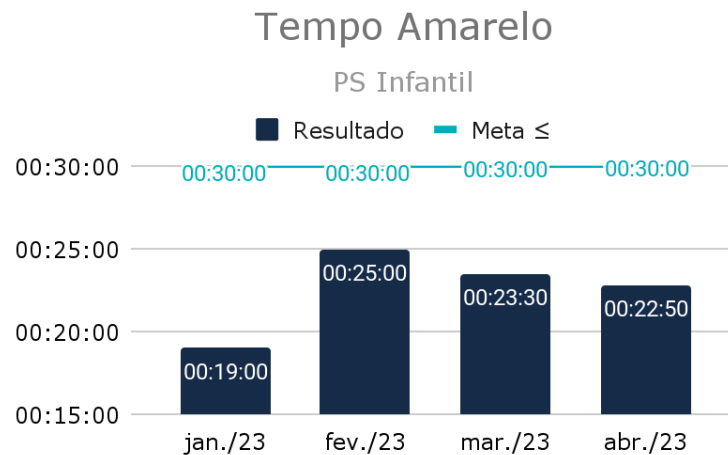 Tempo Amarelo
PS Infantil
Resultado Meta ≤
00:30:00 00:30:00 00:30:00 00:30:00 00:30:00
00:25:00 00:25:00
00:23:30
00:22:50
00:20:00
00:19:00
00:15:00
jan./23 fev./23 mar./23 abr./23